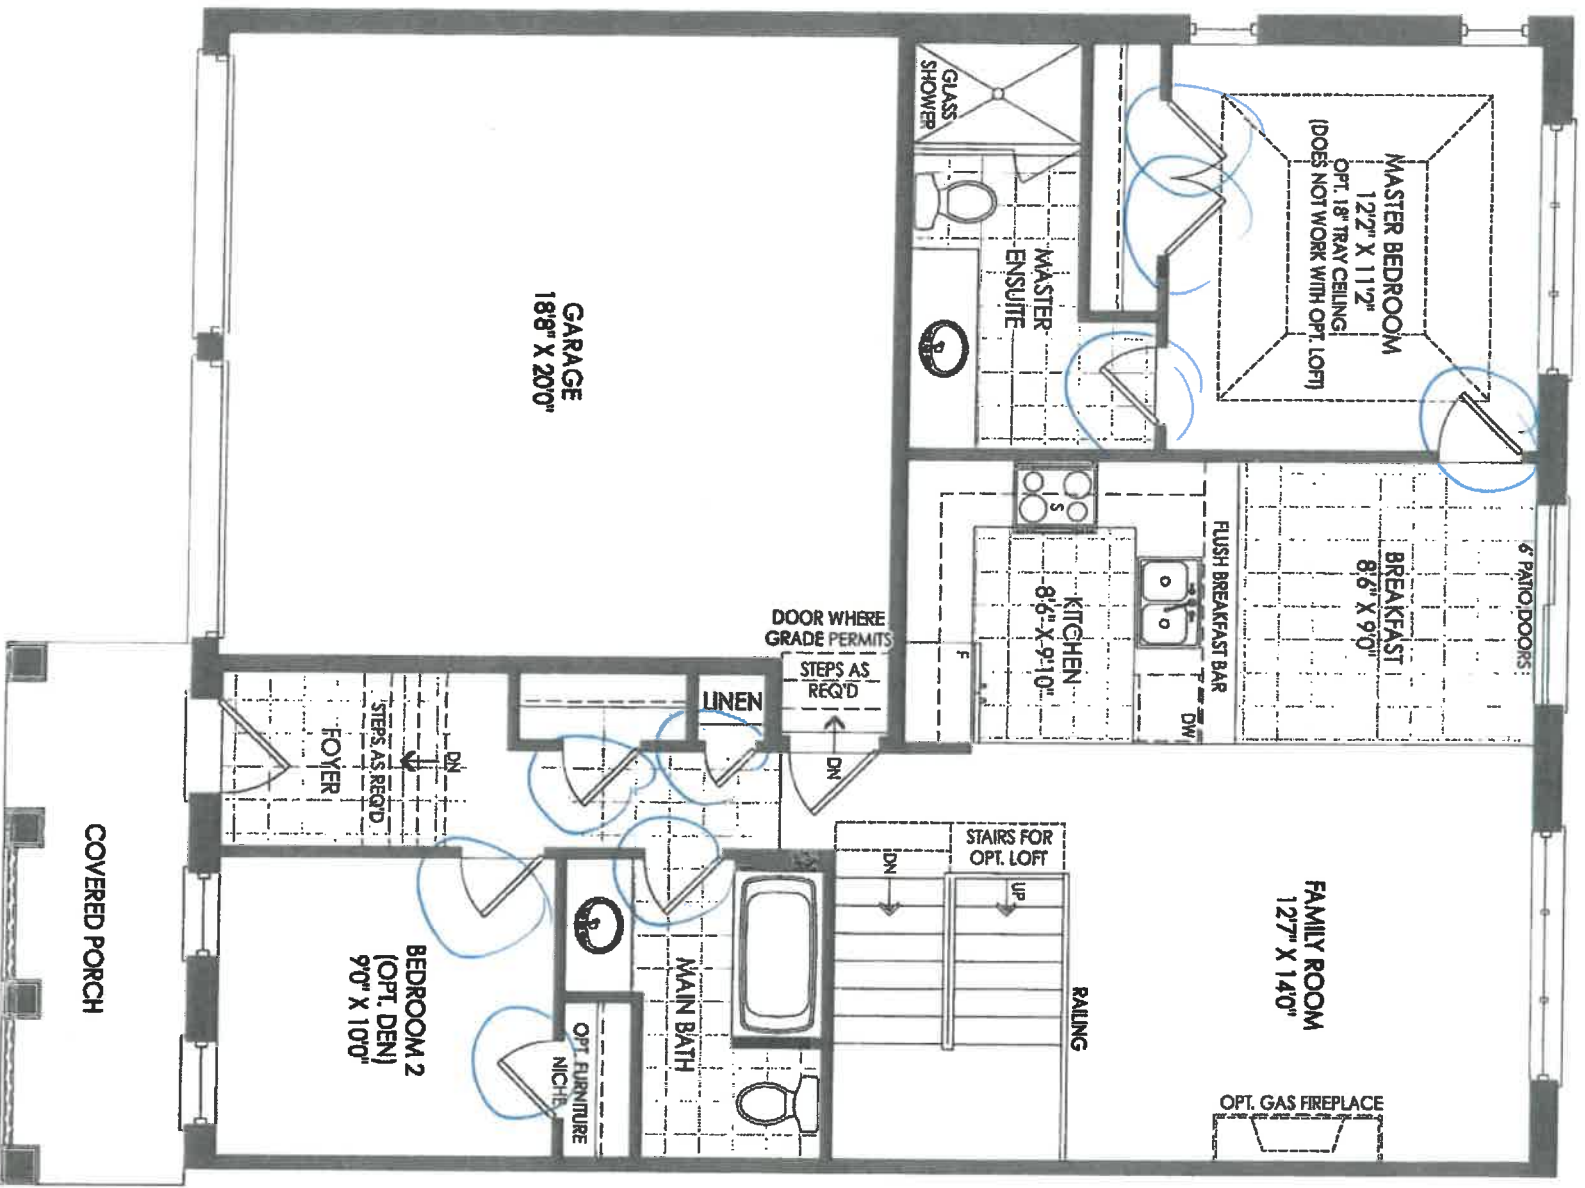 GLASS
SHOWER
MASTER
ENSUITE
MASTER BEDROOM
12'2" X 11'2"
OPT. 18" TRAY CEILING
(DOES NOT WORK WITH OPT. LOFT)
GARAGE
18'8" X 20'0"
6' PATIO DOORS
BREAKFAST
8'6" X 9'0"
FLUSH BREAKFAST BAR
S
KITCHEN
8'6" X 9'10"
F
DW
DOOR WHERE
GRADE PERMITS
STEPS AS
REQ'D
DN
LINEN
FOYER
STEPS AS REQ'D
DN
STAIRS FOR
OPT. LOFT
DN
UP
RAILING
FAMILY ROOM
12'7" X 14'0"
OPT. GAS FIREPLACE
MAIN BATH
BEDROOM 2
(OPT. DEN)
9'0" X 10'0"
OPT. FURNITURE
NICHE
COVERED PORCH